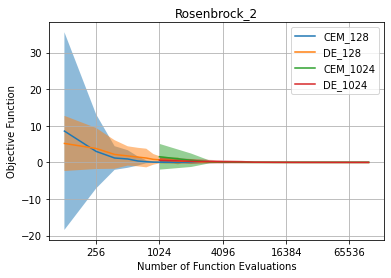 Rosenbrock_2
Objective Function
30
20
10
0
−10
−20
CEM_128
DE_128
CEM_1024
DE_1024
256
1024
4096
16384
65536
Number of Function Evaluations